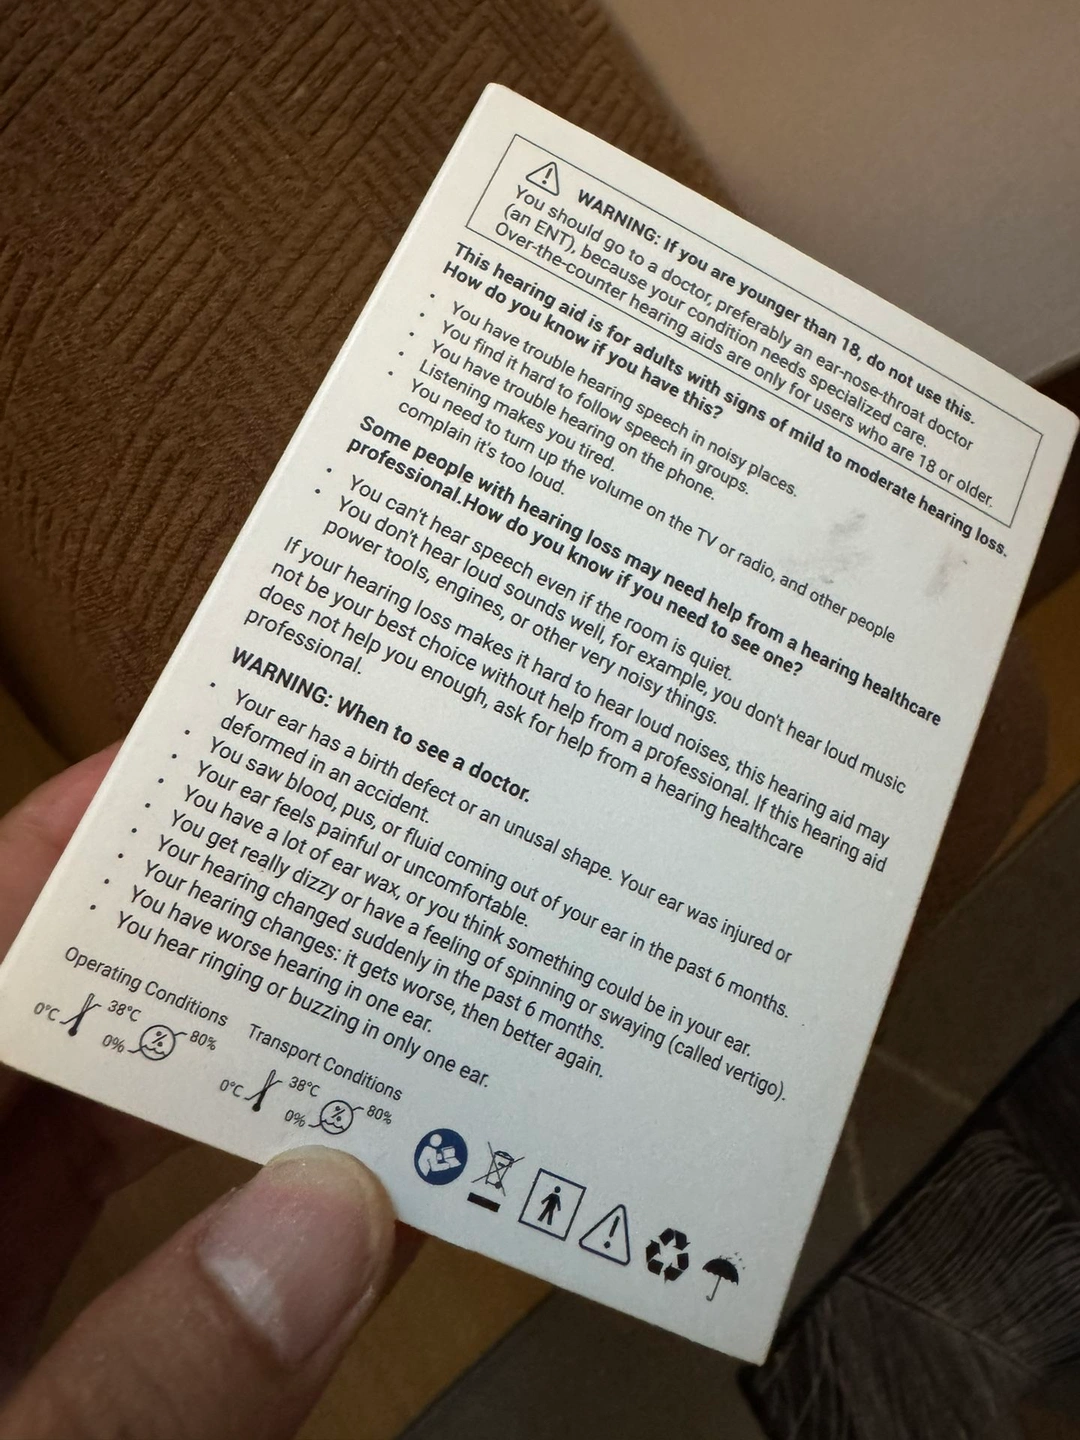 WARNING: If you are younger than 18, do not use this.
You should go to a doctor, preferably an ear-nose-throat doctor
(an ENT), because your condition needs specialized care.
Over-the-counter hearing aids are only for users who are 18 or older.
This hearing aid is for adults with signs of mild to moderate hearing loss.
How do you know if you have this?
• You have trouble hearing speech in noisy places.
• You find it hard to follow speech in groups.
• You have trouble hearing on the phone.
• Listening makes you tired.
• You need to turn up the volume on the TV or radio, and other people
complain it's too loud.
Some people with hearing loss may need help from a hearing healthcare
professional.How do you know if you need to see one?
• You can't hear speech even if the room is quiet.
• You don't hear loud sounds well, for example, you don't hear loud music
power tools, engines, or other very noisy things.
If your hearing loss makes it hard to hear loud noises, this hearing aid may
not be your best choice without help from a professional. If this hearing aid
does not help you enough, ask for help from a hearing healthcare
professional.
WARNING: When to see a doctor.
• Your ear has a birth defect or an unusal shape. Your ear was injured or
deformed in an accident.
• You saw blood, pus, or fluid coming out of your ear in the past 6 months.
• Your ear feels painful or uncomfortable.
• You have a lot of ear wax, or you think something could be in your ear.
• You get really dizzy or have a feeling of spinning or swaying (called vertigo).
• Your hearing changed suddenly in the past 6 months.
• Your hearing changes: it gets worse, then better again.
• You have worse hearing in one ear.
• You hear ringing or buzzing in only one ear.
Operating Conditions
0°C 38°C
0% % 80%
Transport Conditions
0°C 38°C
0% % 80%